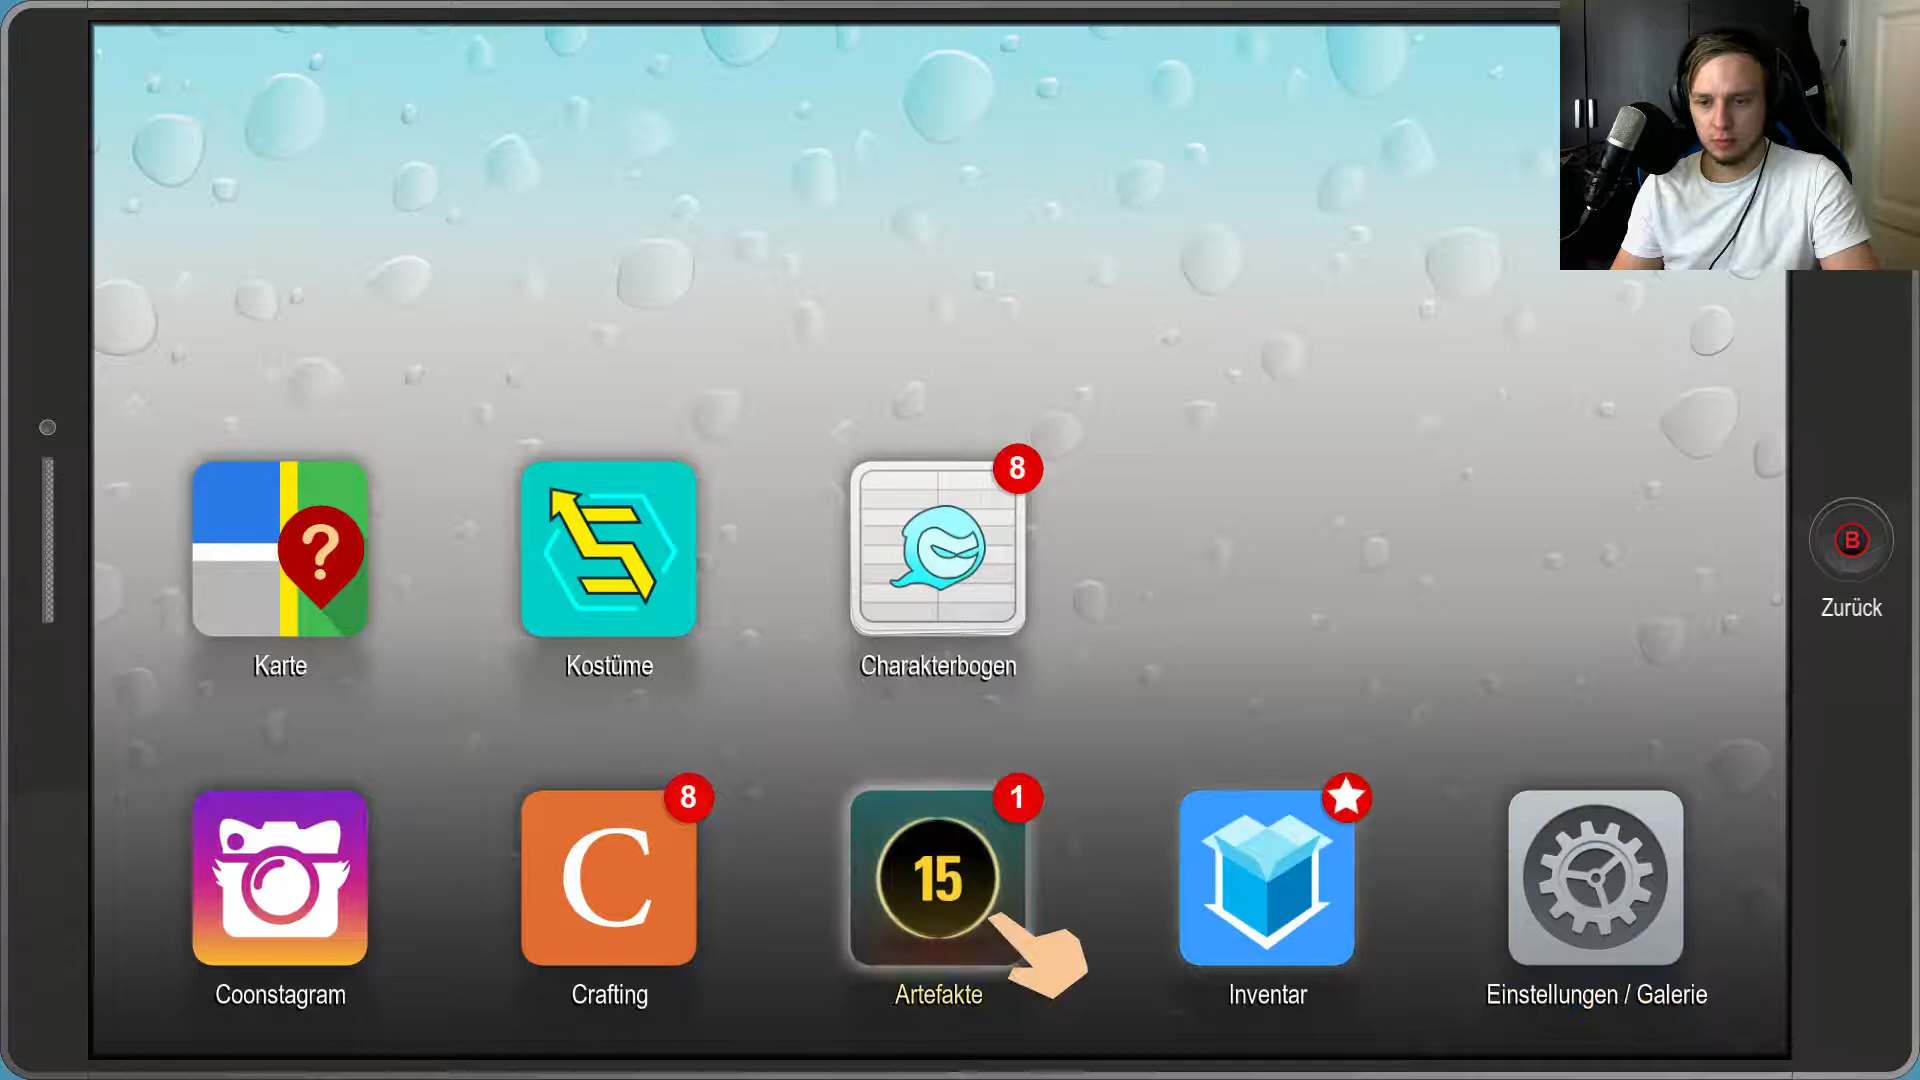 8
?
B
Zurück
Karte
Kostüme
Charakterbogen
8
1
C
15
Coonstagram
Crafting
Artefakte
Inventar
Einstellungen / Galerie